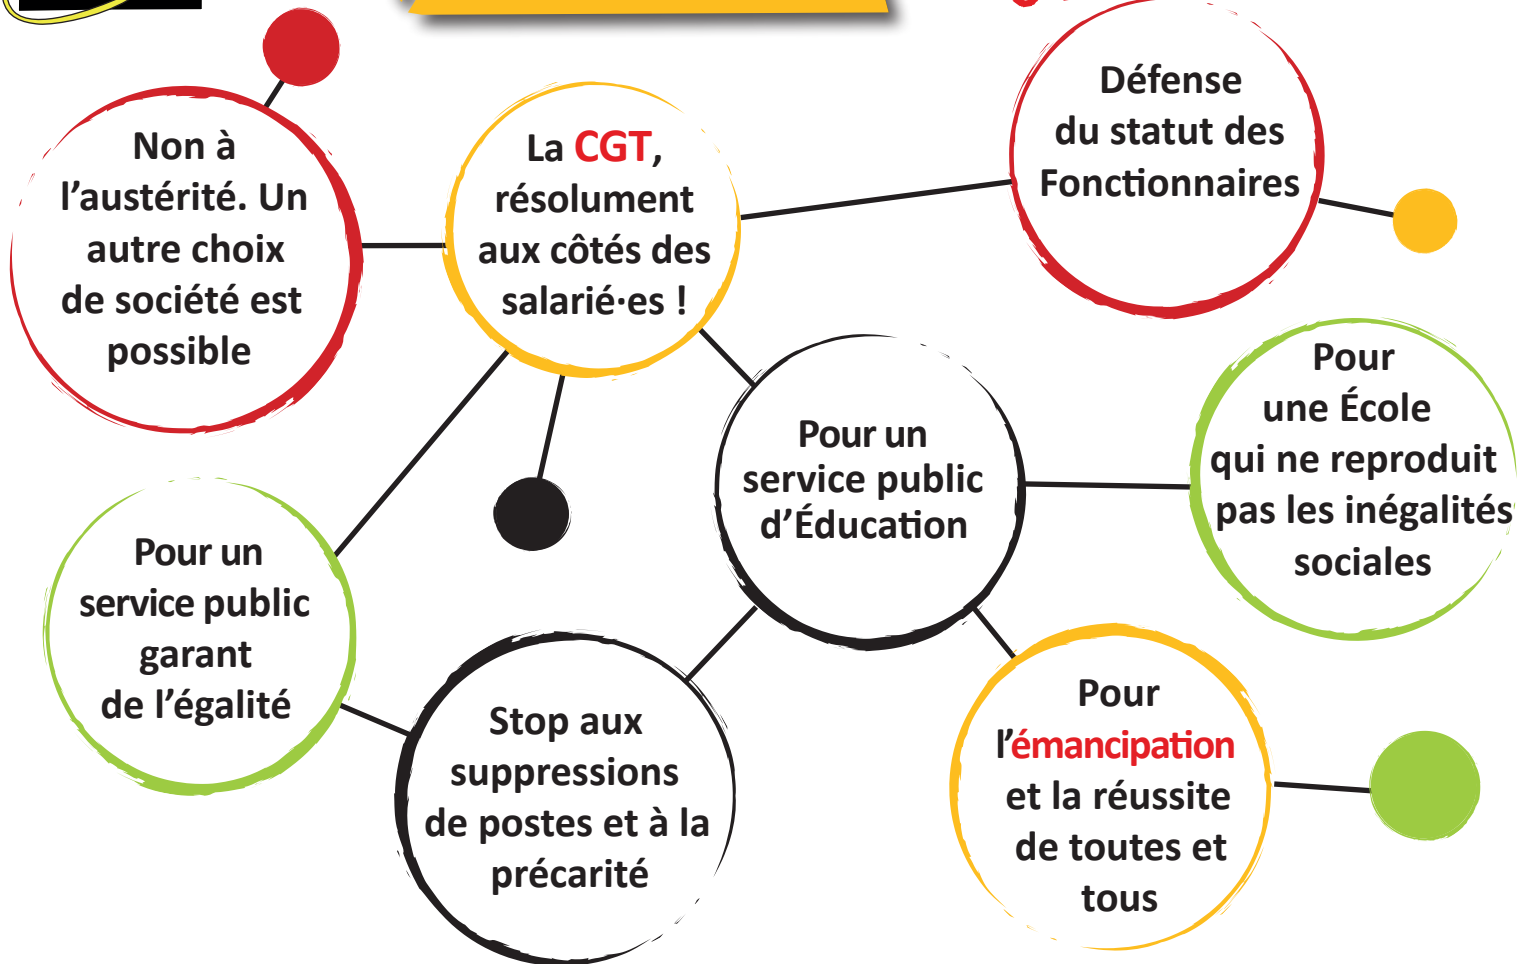 Non à
l’austérité. Un
autre choix
de société est
possible
La CGT,
résolument
aux côtés des
salarié·es !
Défense
du statut des
Fonctionnaires
Pour un
service public
d’Éducation
Pour
une École
qui ne reproduit
pas les inégalités
sociales
Pour un
service public
garant
de l’égalité
Stop aux
suppressions
de postes et à la
précarité
Pour
l’émancipation
et la réussite
de toutes et
tous